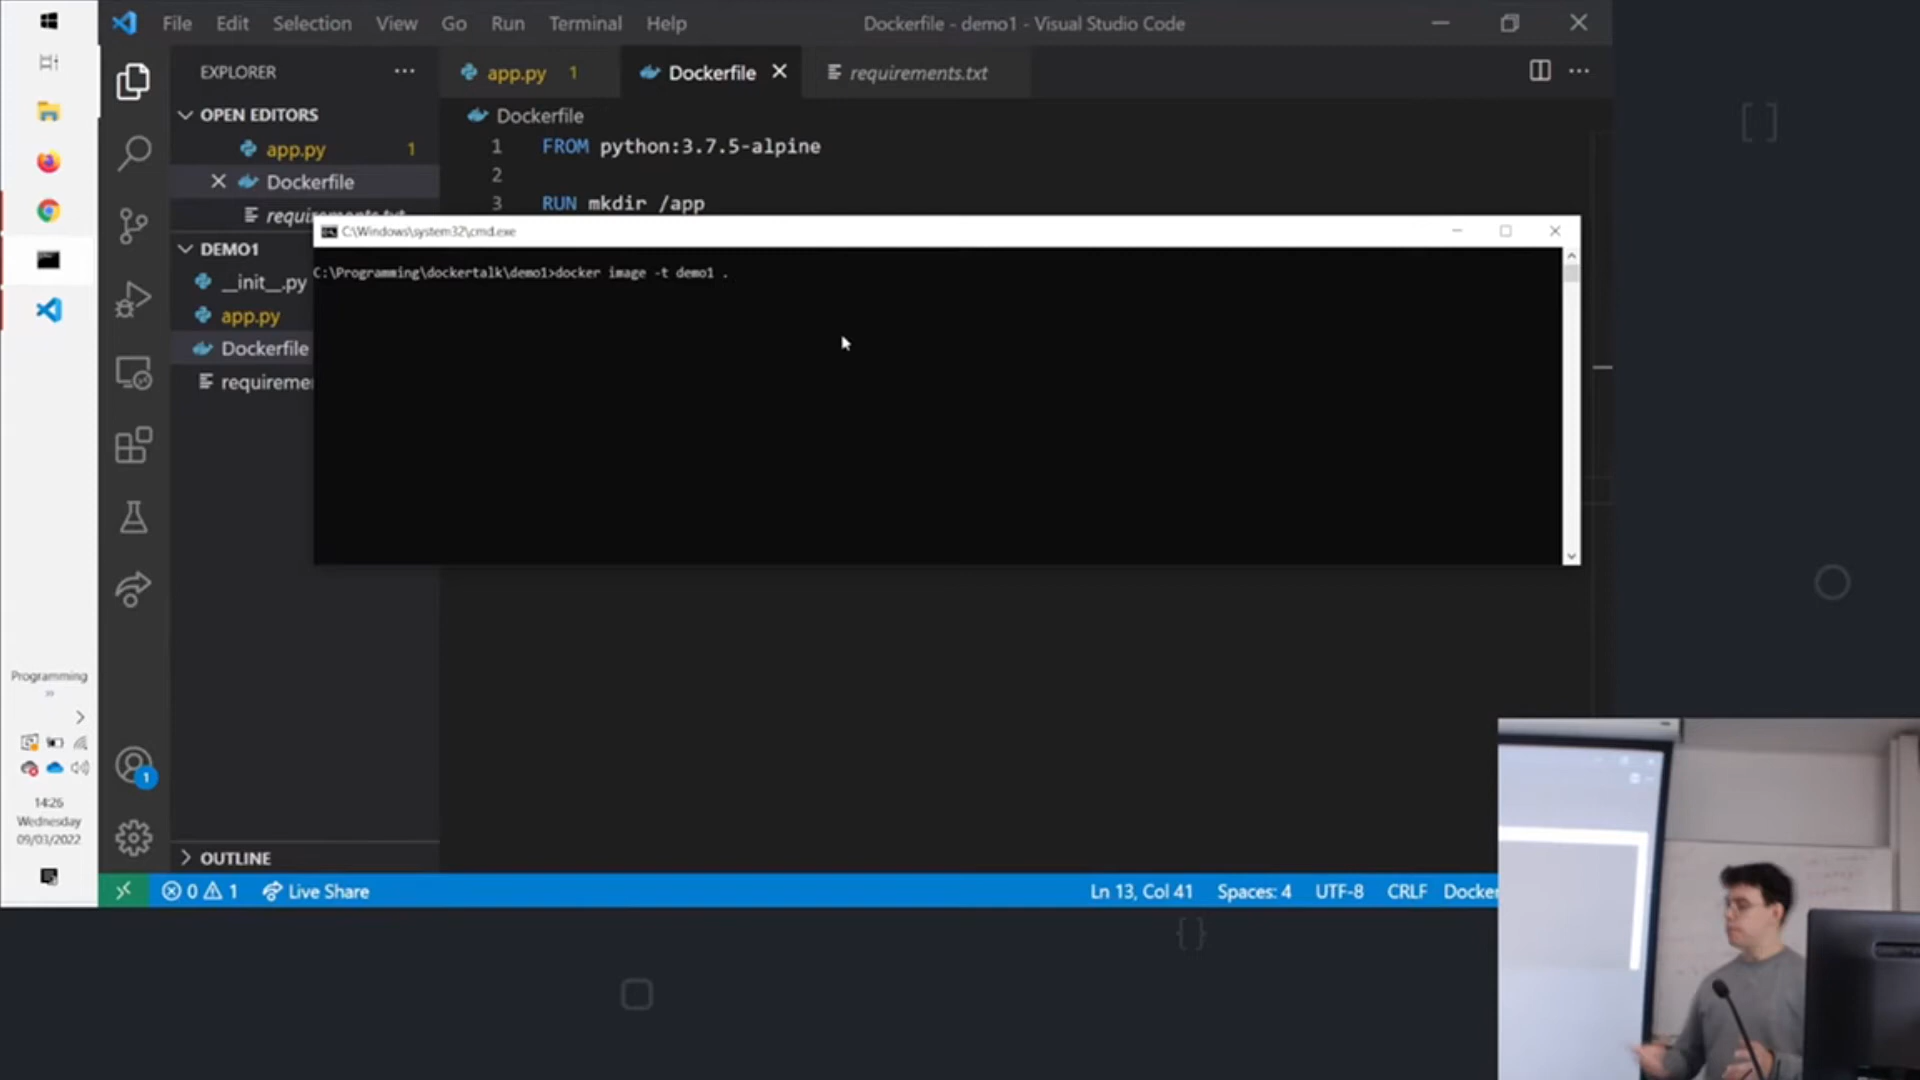 File Edit Selection View Go Run Terminal Help
Dockerfile - demo1 - Visual Studio Code
EXPLORER
app.py 1
Dockerfile
requirements.txt
OPEN EDITORS
app.py 1
Dockerfile
requirements.txt
Dockerfile
1 FROM python:3.7.5-alpine
2
3 RUN mkdir /app
DEMO1
__init__.py
app.py
Dockerfile
requireme
C:\Windows\system32\cmd.exe
C:\Programming\dockertalk\demo1>docker image -t demo1 .
Programming
14:26
Wednesday
09/03/2022
1
OUTLINE
0 1 Live Share
Ln 13, Col 41 Spaces: 4 UTF-8 CRLF Docker